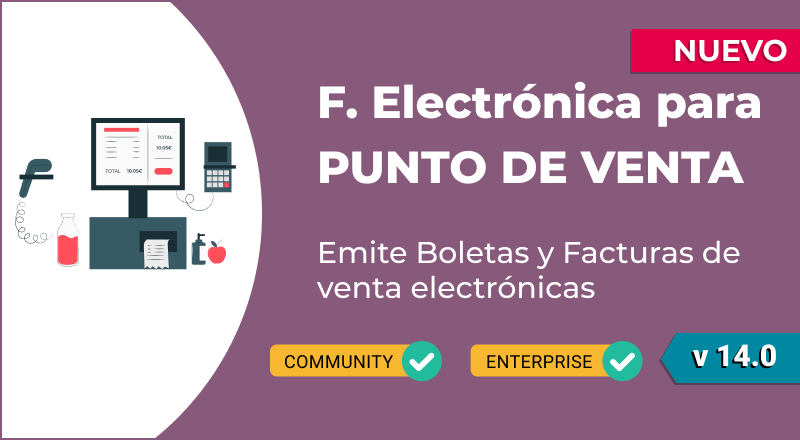 NUEVO
F. Electrónica para
PUNTO DE VENTA
TOTAL
10.05€
TOTAL 10.05€
Emite Boletas y Facturas de
venta electrónicas
COMMUNITY
ENTERPRISE
v 14.0